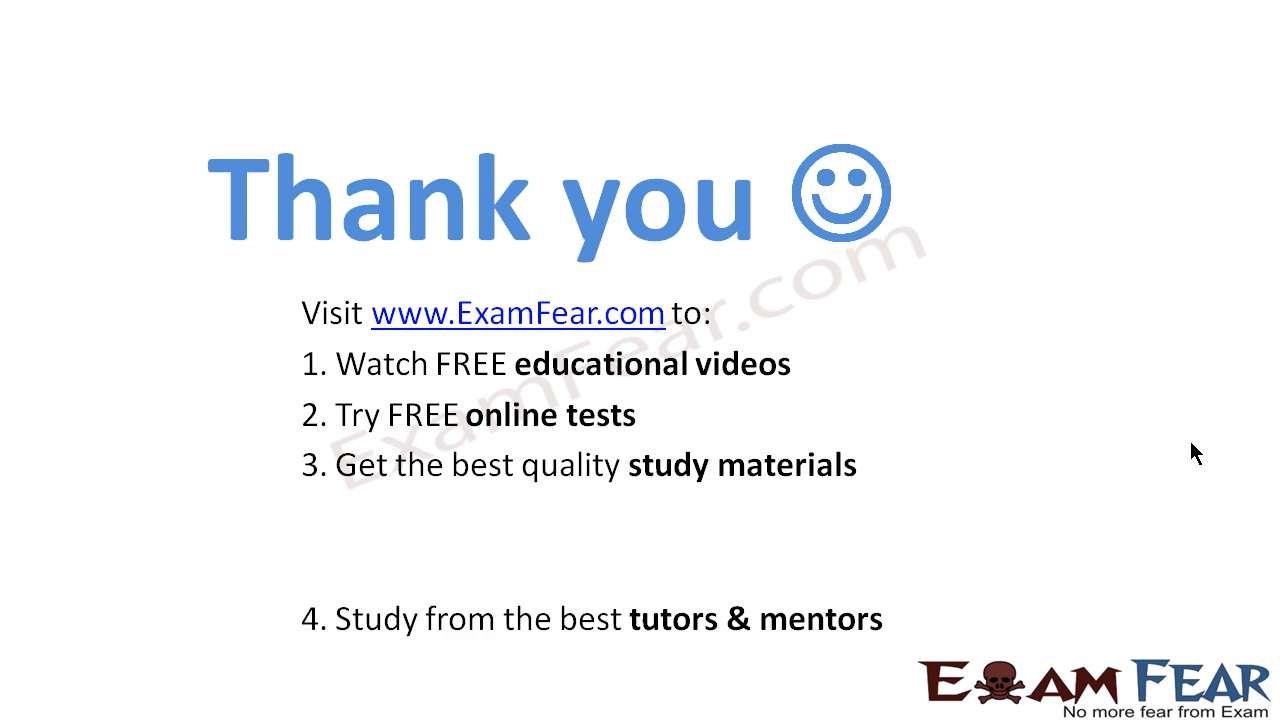 Thank you
Visit www.ExamFear.com to:
1. Watch FREE educational videos
2. Try FREE online tests
3. Get the best quality study materials
4. Study from the best tutors & mentors
ExamFear.com
EXAM FEAR
No more fear from Exam